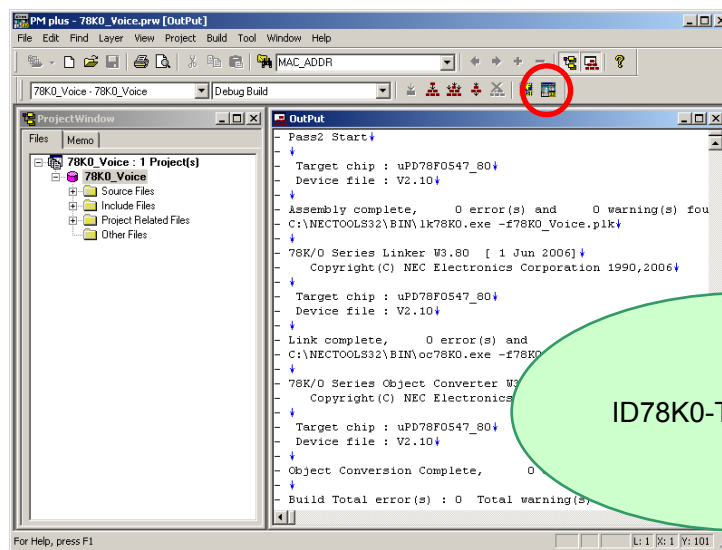 PM plus - 78K0_Voice.prw [OutPut]
File Edit Find Layer View Project Build Tool Window Help
MAC_ADDR
78K0_Voice - 78K0_Voice Debug Build
ProjectWindow
Files Memo
78K0_Voice : 1 Project(s)
78K0_Voice
Source Files
Include Files
Project Related Files
Other Files
OutPut
- Pass2 Start↓
- ↓
- Target chip : uPD78F0547_80↓
- Device file : V2.10↓
- ↓
- Assembly complete, 0 error(s) and 0 warning(s) fou
- C:\NECTOOLS32\BIN\lk78K0.exe -f78K0_Voice.plk↓
- ↓
- 78K/0 Series Linker W3.80 [ 1 Jun 2006]↓
- Copyright(C) NEC Electronics Corporation 1990,2006↓
- ↓
- Target chip : uPD78F0547_80↓
- Device file : V2.10↓
- ↓
- Link complete, 0 error(s) and
- C:\NECTOOLS32\BIN\oc78K0.exe -f78K0
- ↓
- 78K/0 Series Object Converter W3
- Copyright(C) NEC Electronics
- ↓
- Target chip : uPD78F0547_80↓
- Device file : V2.10↓
- ↓
- Object Conversion Complete, 0
- ↓
- Build Total error(s) : 0 Total warning(s)
ID78K0-T
For Help, press F1
L: 1 X: 1 Y: 101